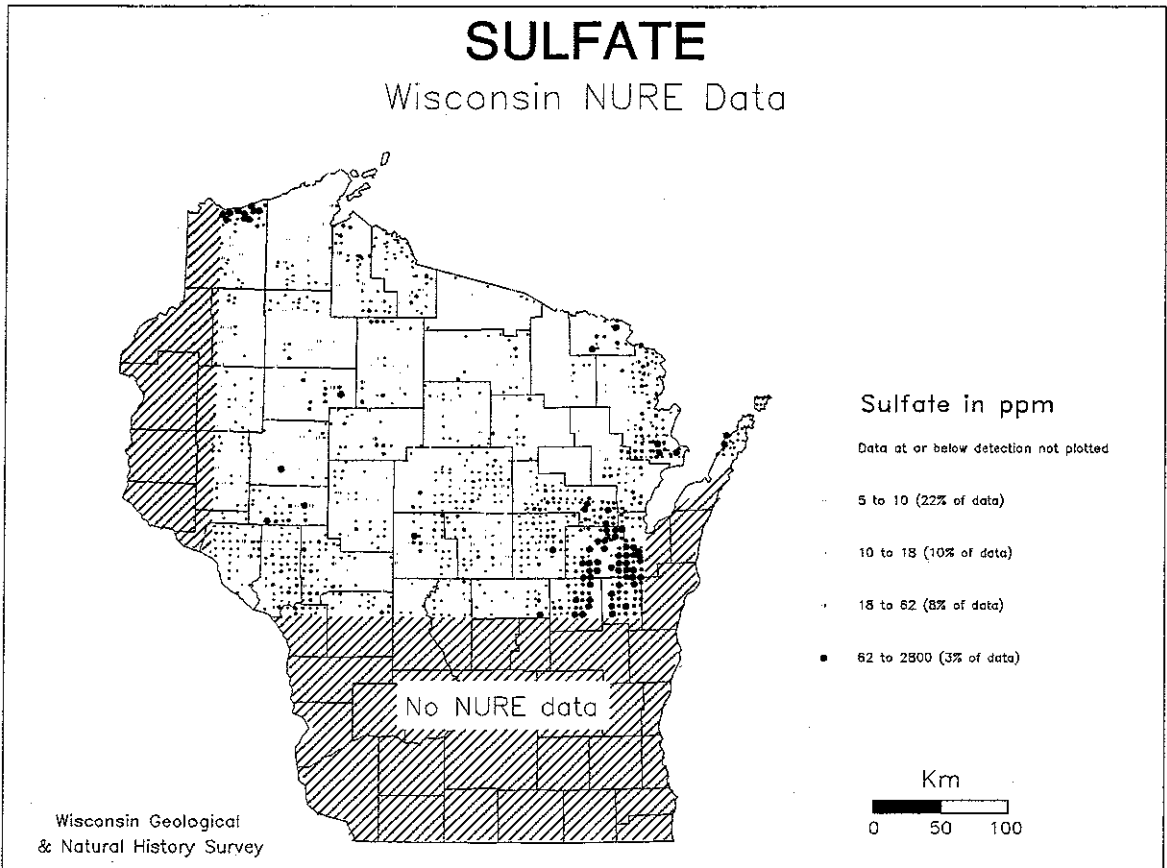 SULFATE
Wisconsin NURE Data
Sulfate in ppm
Data at or below detection not plotted
5 to 10 (22% of data)
10 to 18 (10% of data)
18 to 62 (8% of data)
62 to 2800 (3% of data)
No NURE data
Km
0 50 100
Wisconsin Geological
& Natural History Survey